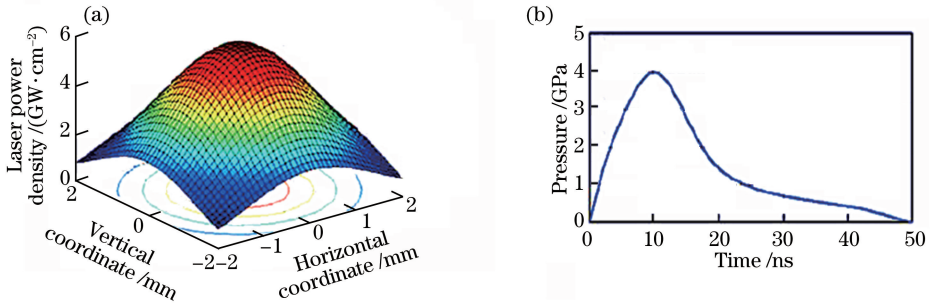 (a)
Laser power
density /(GW·cm⁻²)
6
4
2
0
2
0
-2
Vertical
coordinate /mm
-2
-1
0
1
2
Horizontal
coordinate /mm
(b)
Pressure /GPa
5
4
3
2
1
0
0 10 20 30 40 50
Time /ns